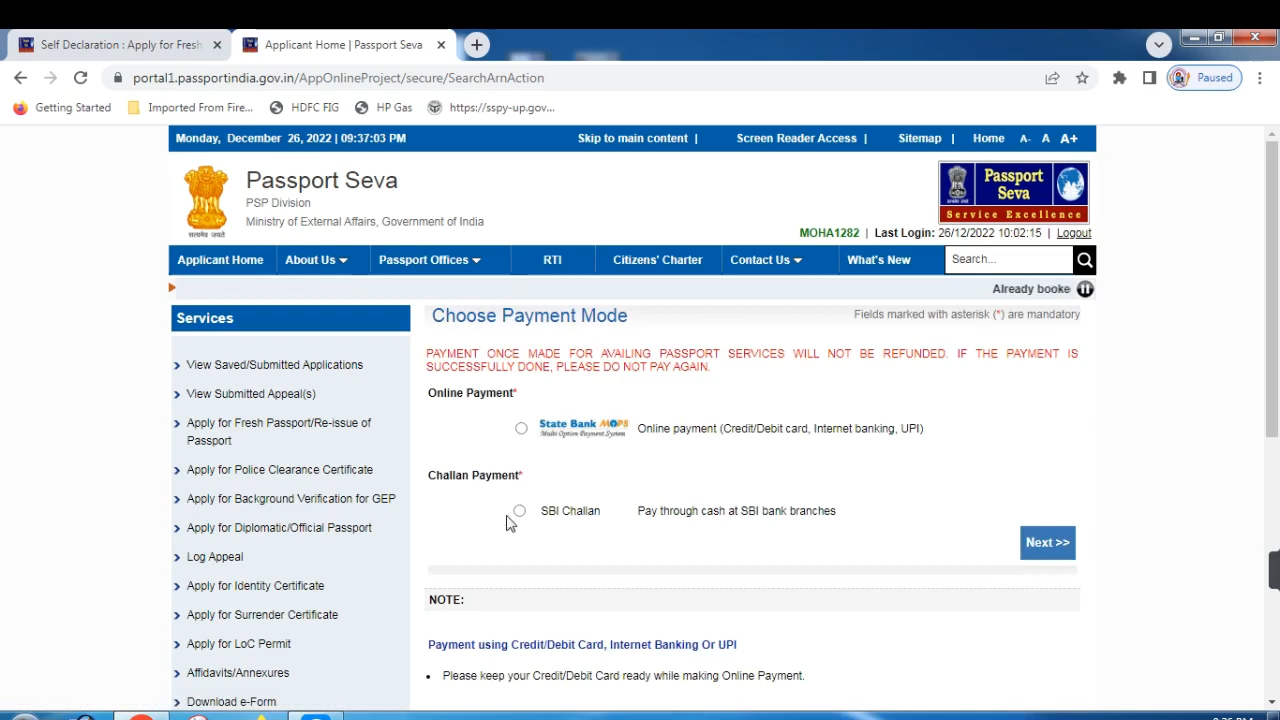 Self Declaration : Apply for Fresh
Applicant Home | Passport Seva
portal1.passportindia.gov.in/AppOnlineProject/secure/SearchArnAction
Paused
Getting Started
Imported From Fire...
HDFC FIG
HP Gas
https://sspy-up.gov...
Monday, December 26, 2022 | 09:37:03 PM
Skip to main content |
Screen Reader Access |
Sitemap |
Home
A- A A+
Passport Seva
PSP Division
Ministry of External Affairs, Government of India
सत्यमेव जयते
Passport
Seva
Service Excellence
MOHA1282 | Last Login: 26/12/2022 10:02:15 | Logout
Applicant Home
About Us
Passport Offices
RTI
Citizens' Charter
Contact Us
What's New
Search...
Already booke
Services
View Saved/Submitted Applications
View Submitted Appeal(s)
Apply for Fresh Passport/Re-issue of
Passport
Apply for Police Clearance Certificate
Apply for Background Verification for GEP
Apply for Diplomatic/Official Passport
Log Appeal
Apply for Identity Certificate
Apply for Surrender Certificate
Apply for LoC Permit
Affidavits/Annexures
Download e-Form
Choose Payment Mode
Fields marked with asterisk (*) are mandatory
PAYMENT ONCE MADE FOR AVAILING PASSPORT SERVICES WILL NOT BE REFUNDED. IF THE PAYMENT IS
SUCCESSFULLY DONE, PLEASE DO NOT PAY AGAIN.
Online Payment*
State Bank MOPS
Multi Option Payment System
Online payment (Credit/Debit card, Internet banking, UPI)
Challan Payment*
SBI Challan
Pay through cash at SBI bank branches
Next >>
NOTE:
Payment using Credit/Debit Card, Internet Banking Or UPI
• Please keep your Credit/Debit Card ready while making Online Payment.